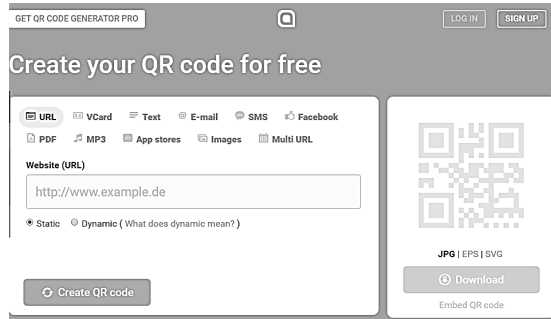 GET QR CODE GENERATOR PRO
LOG IN
SIGN UP
Create your QR code for free
URL VCard Text E-mail SMS Facebook
PDF MP3 App stores Images Multi URL
Website (URL)
http://www.example.de
Static Dynamic ( What does dynamic mean? )
Create QR code
JPG | EPS | SVG
Download
Embed QR code